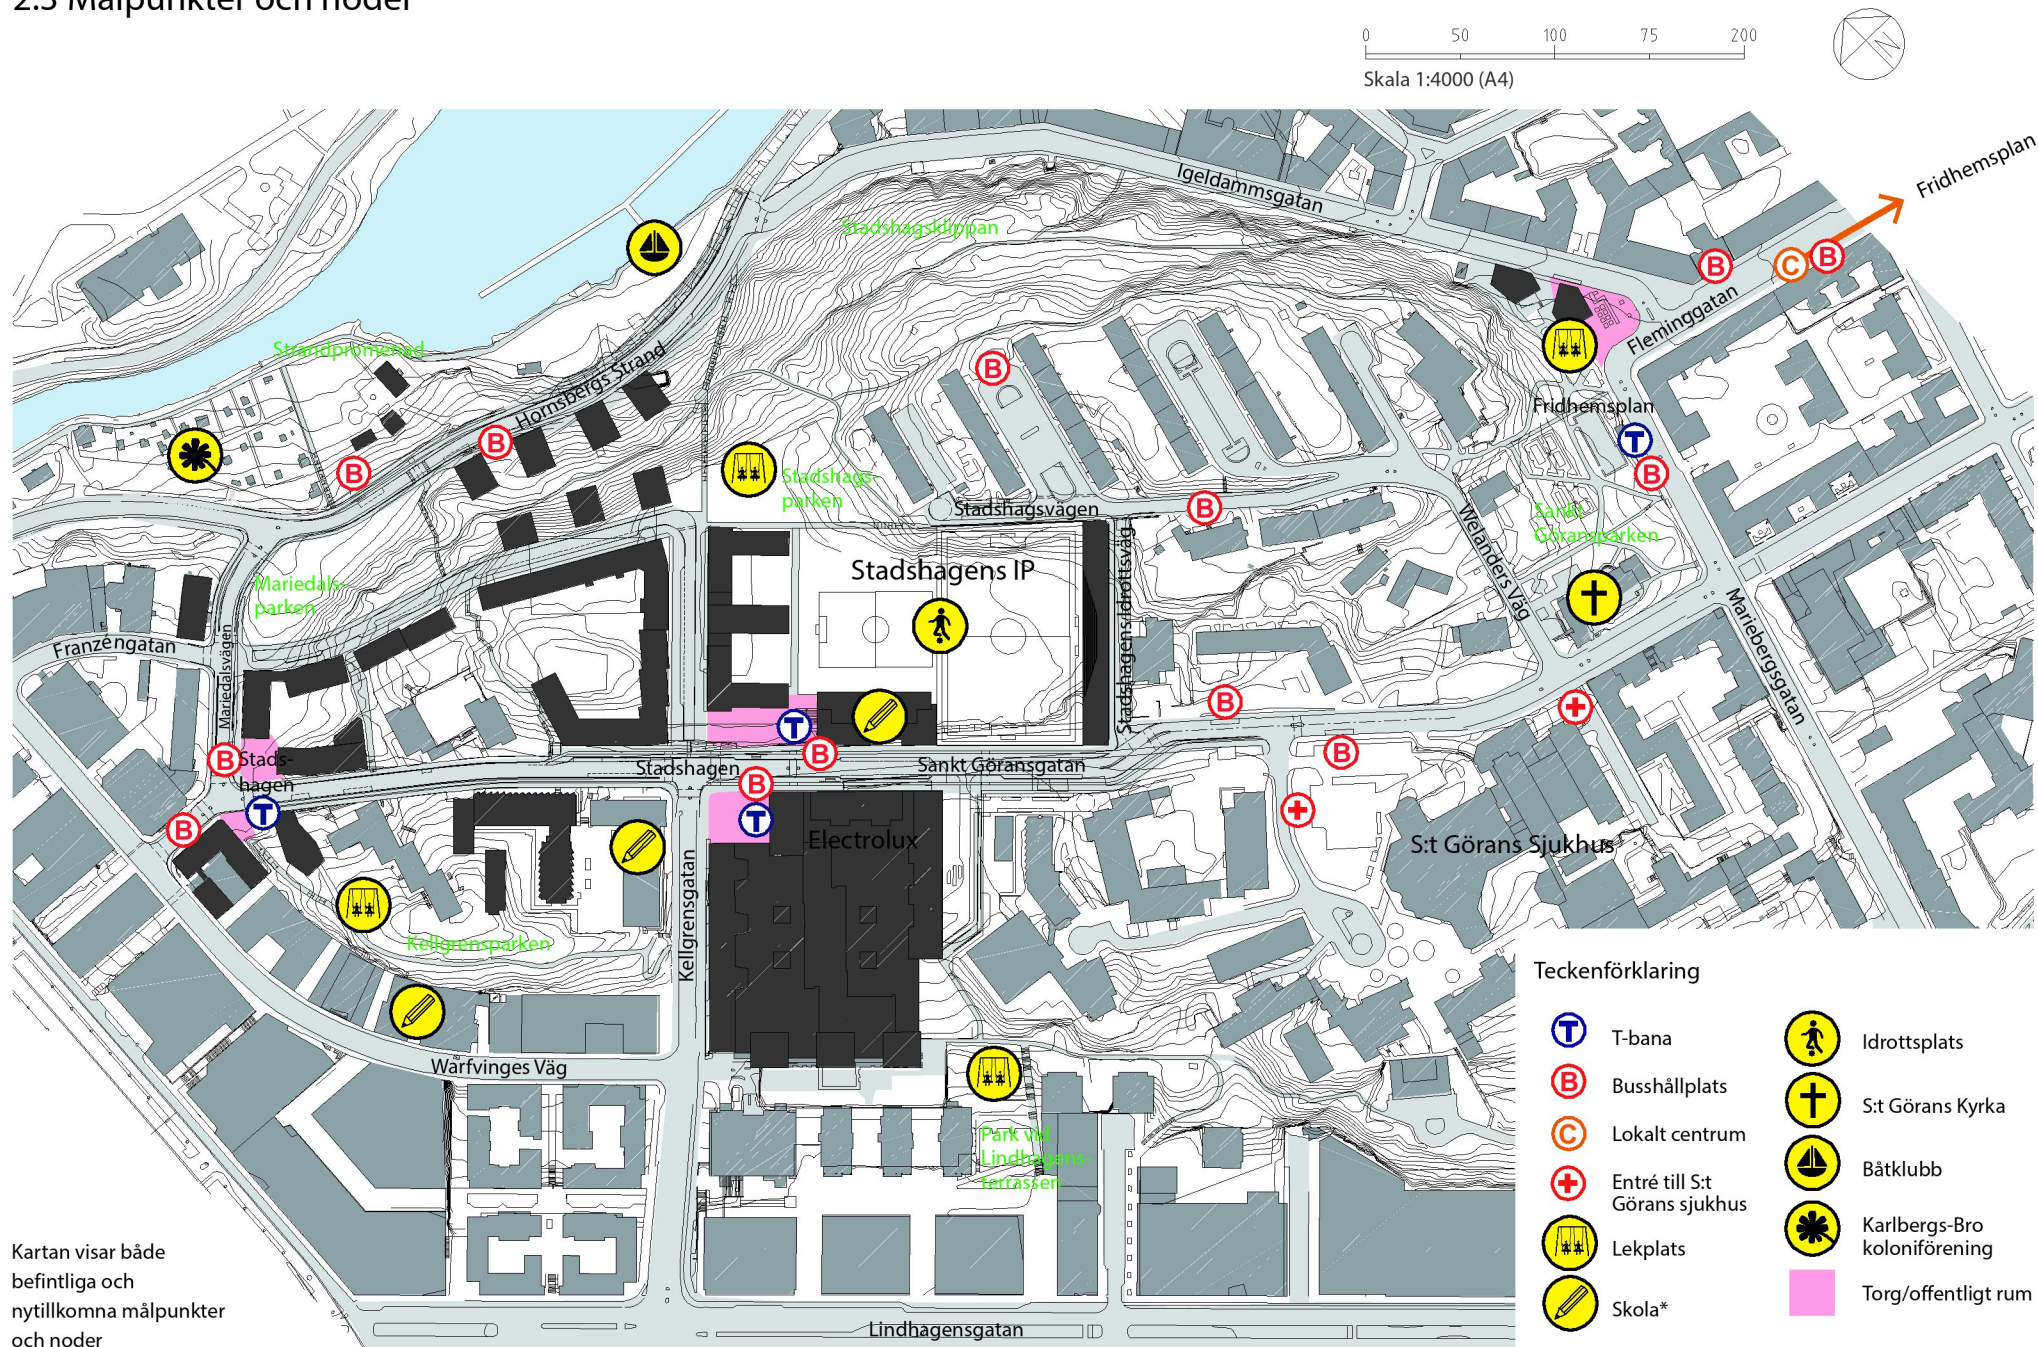 2.3 Målpunkter och noder
0 50 100 75 200
Skala 1:4000 (A4)
N
Fridhemsplan
Igeldammsgatan
Stadshagsklippan
B
C
B
Fleminggatan
Strandpromenad
Hornsbergs Strand
B
Fridhemsplan
B
B
T
B
Stadshags-
parken
Stadshagsvägen
B
Sankt
Göransparken
Welanders Väg
Stadshagens IP
Stadshagens Idrottsväg
Mariedals-
parken
Franzéngatan
Mariedalsvägen
Mariebergsgatan
B
T
B
B
Stads-
hagen
Stadshagen
Sankt Göransgatan
B
B
T
T
B
Electrolux
S:t Görans Sjukhus
Kellgrensgatan
Kellgrensparken
Warfvinges Väg
Park vid
Lindhagens-
terrassen
Lindhagensgatan
Kartan visar både
befintliga och
nytillkomna målpunkter
och noder
Teckenförklaring
T T-bana
B Busshållplats
C Lokalt centrum
Entré till S:t
Görans sjukhus
Lekplats
Skola*
Idrottsplats
S:t Görans Kyrka
Båtklubb
Karlbergs-Bro
koloniförening
Torg/offentligt rum